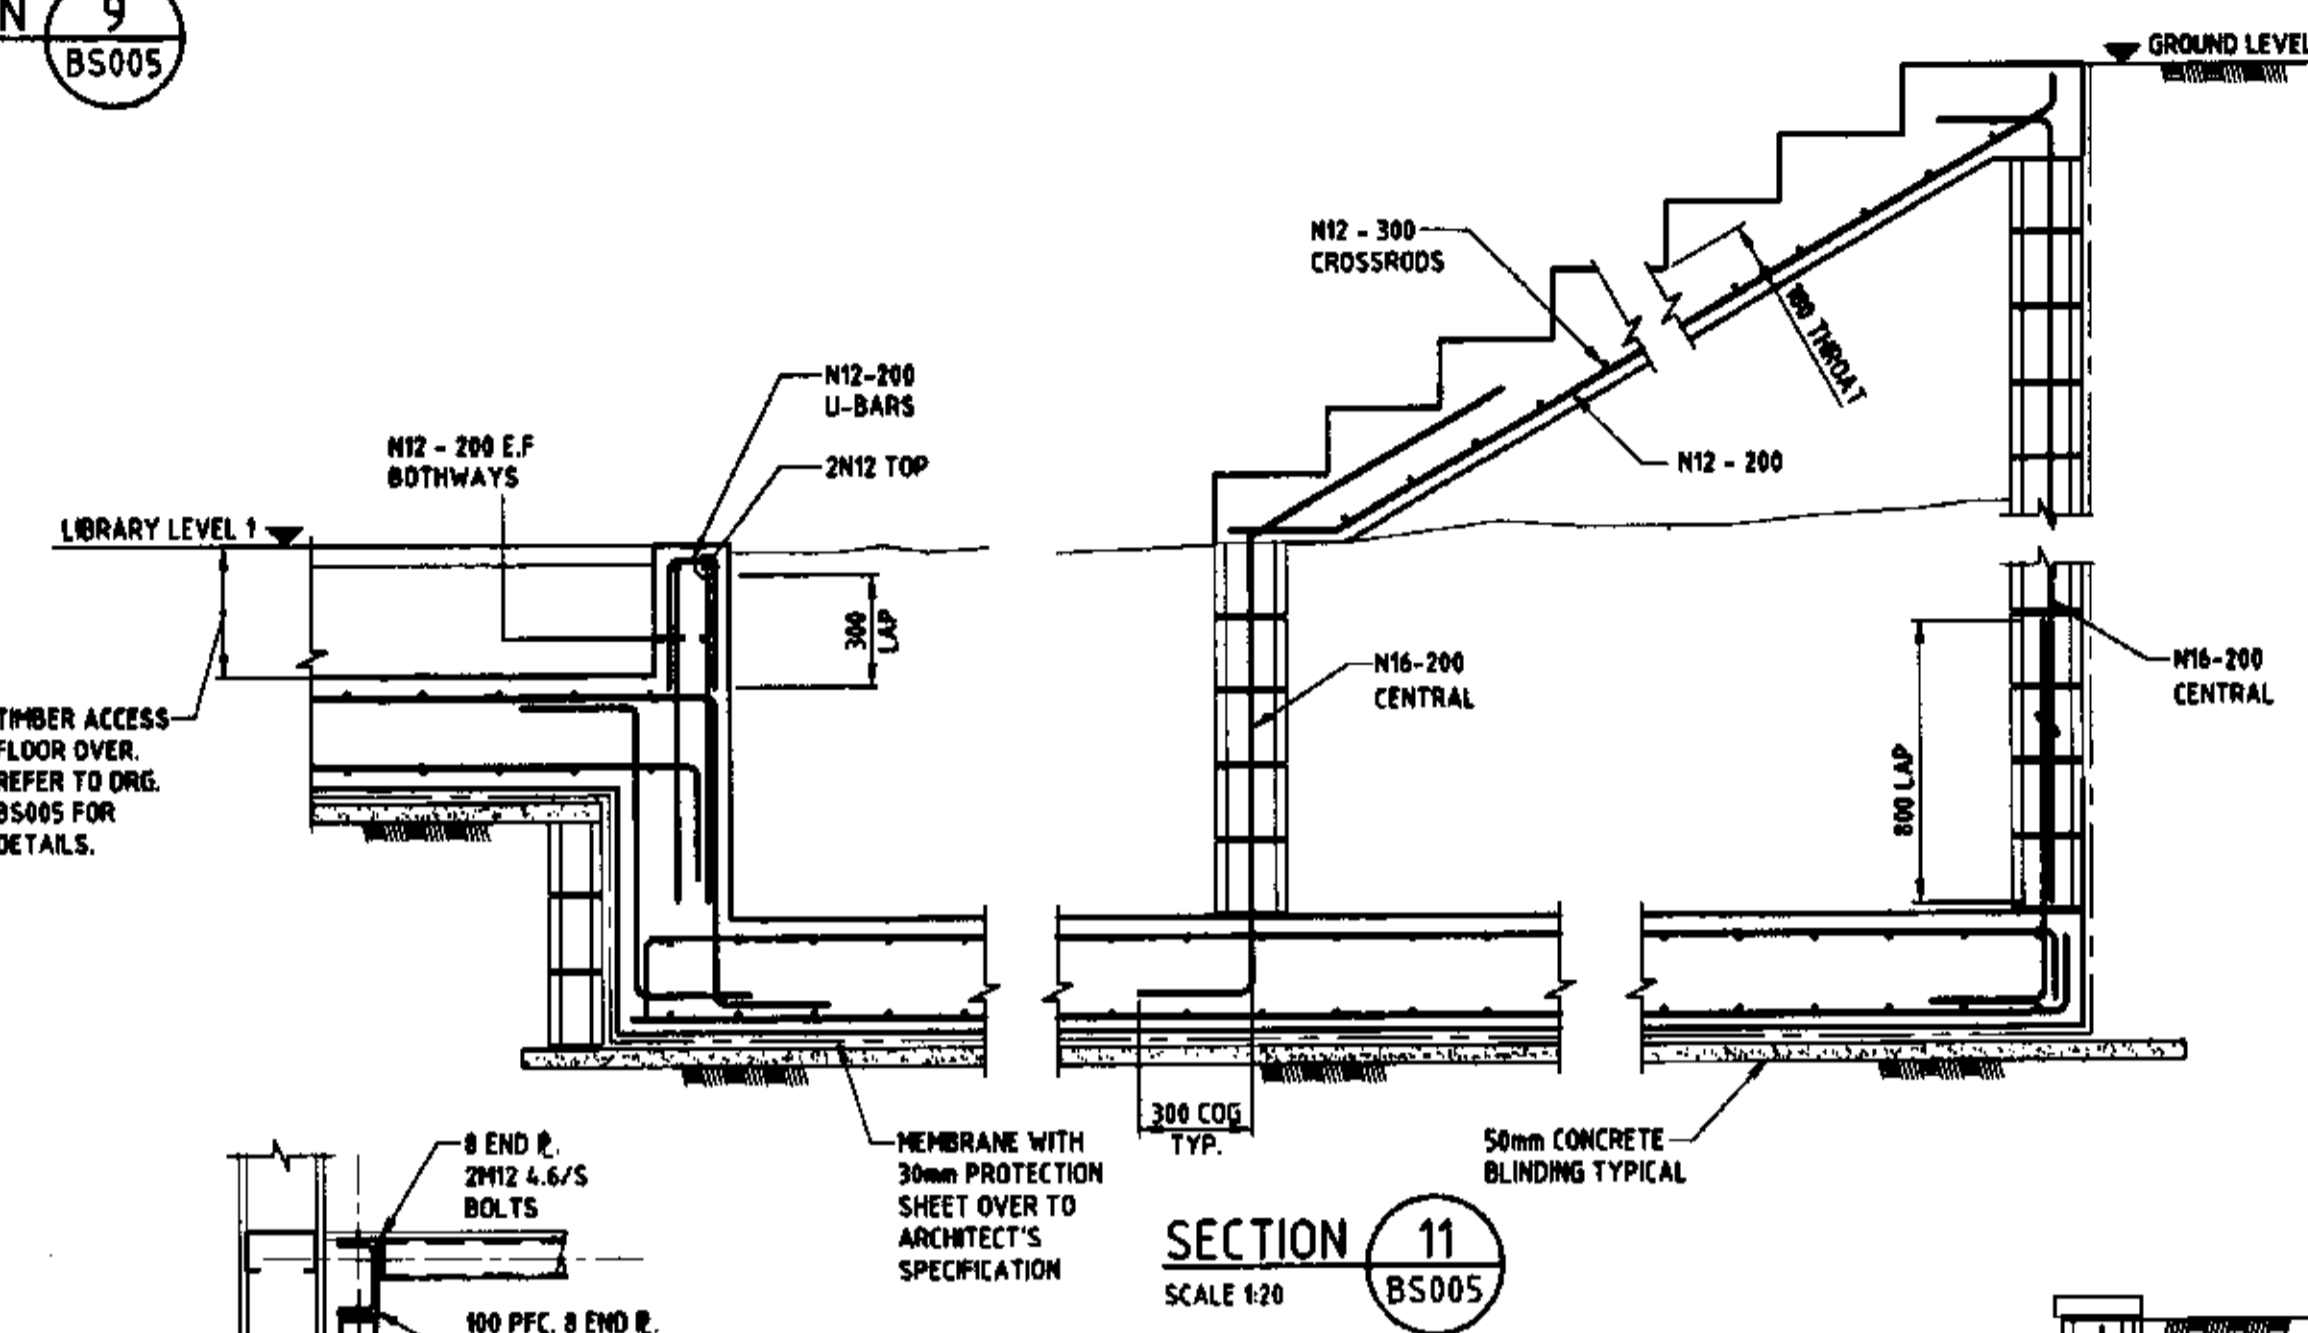 N
9
BS005
GROUND LEVEL
N12 - 300
CROSSRODS
THROAT
N12-200
U-BARS
N12 - 200 E.F
BOTHWAYS
2N12 TOP
N12 - 200
LIBRARY LEVEL 1
300
LAP
N16-200
CENTRAL
N16-200
CENTRAL
TIMBER ACCESS
FLOOR OVER.
REFER TO DRG.
BS005 FOR
DETAILS.
800 LAP
300 COG
TYP.
8 END PL.
2M12 4.6/S
BOLTS
MEMBRANE WITH
30mm PROTECTION
SHEET OVER TO
ARCHITECT'S
SPECIFICATION
50mm CONCRETE
BLINDING TYPICAL
SECTION
11
BS005
SCALE 1:20
100 PFC. 8 END PL.